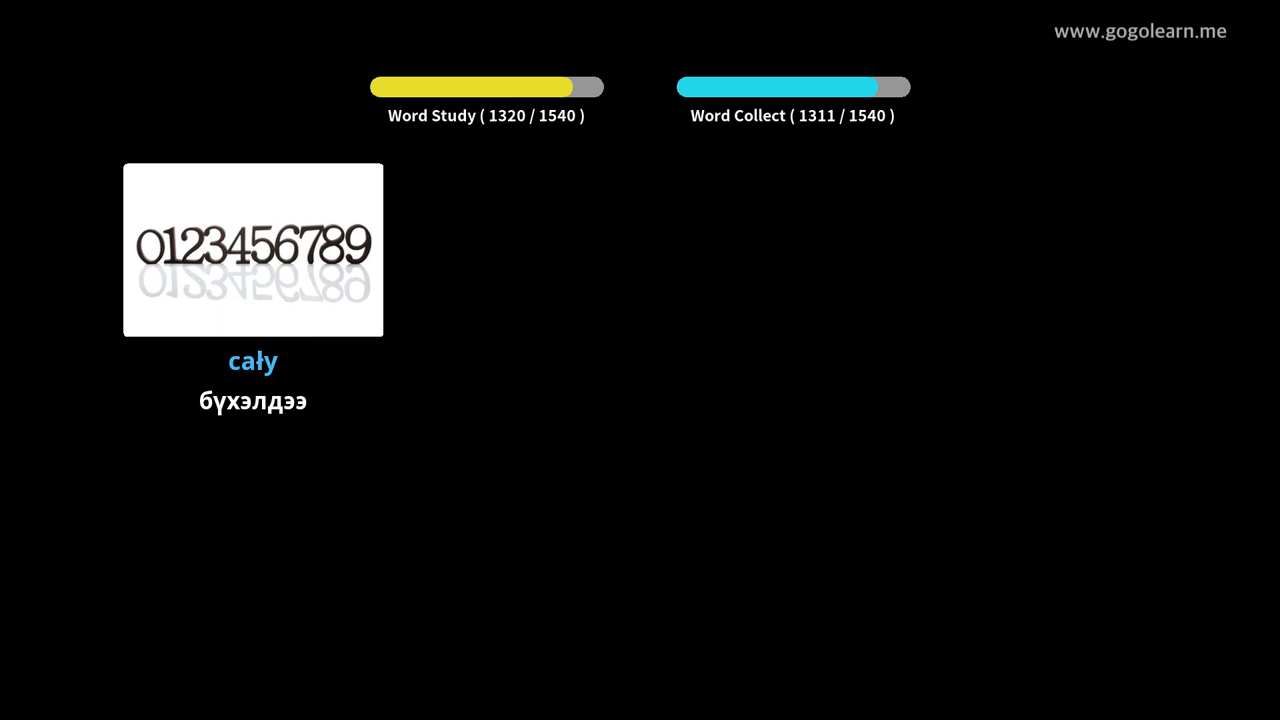 www.gogolearn.me
Word Study ( 1320 / 1540 )
Word Collect ( 1311 / 1540 )
0123456789
cały
бүхэлдээ